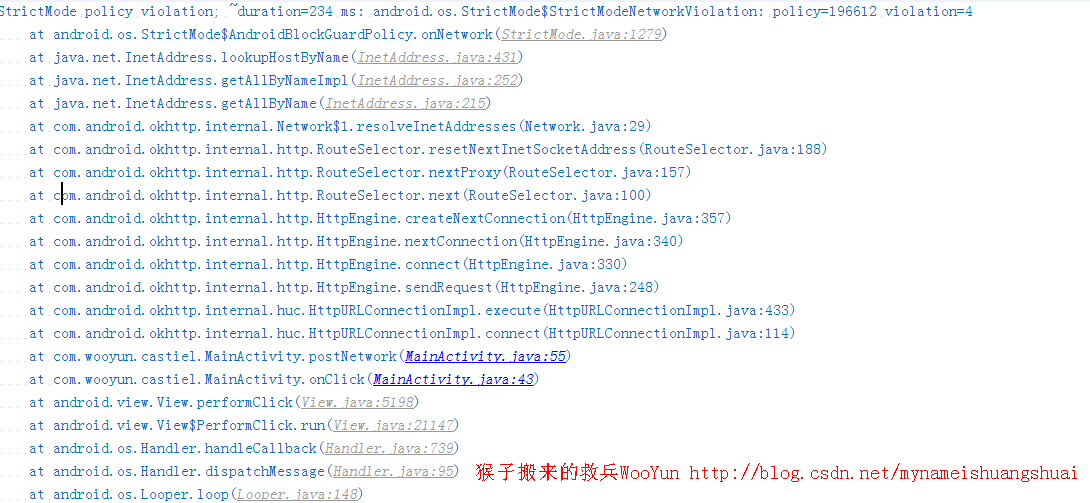 StrictMode policy violation; ~duration=234 ms: android.os.StrictMode$StrictModeNetworkViolation: policy=196612 violation=4
at android.os.StrictMode$AndroidBlockGuardPolicy.onNetwork(StrictMode.java:1279)
at java.net.InetAddress.lookupHostByName(InetAddress.java:431)
at java.net.InetAddress.getAllByNameImpl(InetAddress.java:252)
at java.net.InetAddress.getAllByName(InetAddress.java:215)
at com.android.okhttp.internal.Network$1.resolveInetAddresses(Network.java:29)
at com.android.okhttp.internal.http.RouteSelector.resetNextInetSocketAddress(RouteSelector.java:188)
at com.android.okhttp.internal.http.RouteSelector.nextProxy(RouteSelector.java:157)
at com.android.okhttp.internal.http.RouteSelector.next(RouteSelector.java:100)
at com.android.okhttp.internal.http.HttpEngine.createNextConnection(HttpEngine.java:357)
at com.android.okhttp.internal.http.HttpEngine.nextConnection(HttpEngine.java:340)
at com.android.okhttp.internal.http.HttpEngine.connect(HttpEngine.java:330)
at com.android.okhttp.internal.http.HttpEngine.sendRequest(HttpEngine.java:248)
at com.android.okhttp.internal.huc.HttpURLConnectionImpl.execute(HttpURLConnectionImpl.java:433)
at com.android.okhttp.internal.huc.HttpURLConnectionImpl.connect(HttpURLConnectionImpl.java:114)
at com.wooyun.castiel.MainActivity.postNetwork(MainActivity.java:55)
at com.wooyun.castiel.MainActivity.onClick(MainActivity.java:43)
at android.view.View.performClick(View.java:5198)
at android.view.View$PerformClick.run(View.java:21147)
at android.os.Handler.handleCallback(Handler.java:739)
at android.os.Handler.dispatchMessage(Handler.java:95) 猴子搬来的救兵WooYun http://blog.csdn.net/mynameishuangshuai
at android.os.Looper.loop(Looper.java:148)